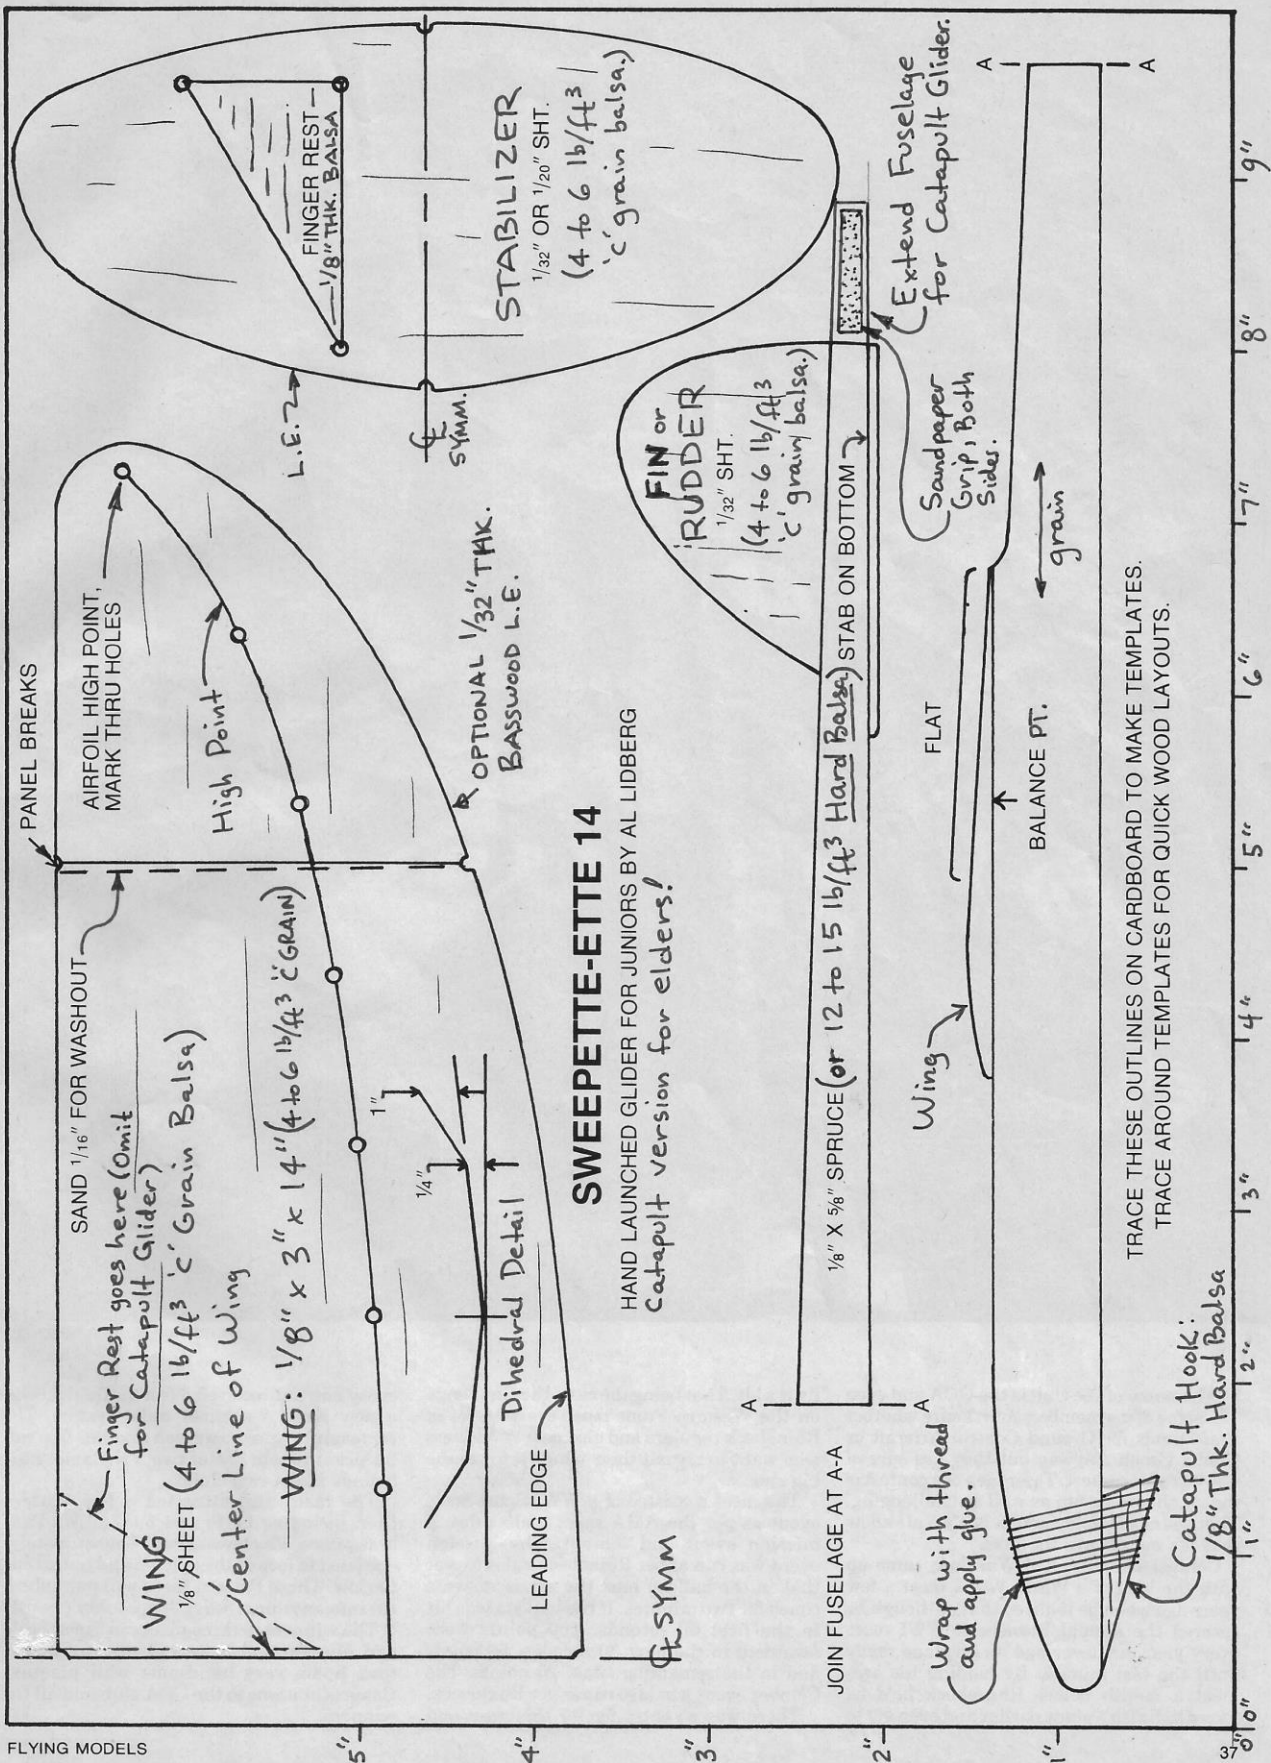 PANEL BREAKS
SAND 1/16" FOR WASHOUT
AIRFOIL HIGH POINT,
MARK THRU HOLES
High Point
Finger Rest goes here (Omit
for Catapult Glider)
WING
1/8" SHEET (4 to 6 lb/ft³ 'c' Grain Balsa)
Center Line of Wing
WING: 1/8" x 3" x 14" (4 to 6 lb/ft³ 'C' GRAIN)
1"
1/4"
Dihedral Detail
LEADING EDGE
OPTIONAL 1/32" THK.
BASSWOOD L.E.
FINGER REST
1/8" THK. BALSA
L.E.
℄
SYMM.
STABILIZER
1/32" OR 1/20" SHT.
(4 to 6 lb/ft³
'c' grain balsa.)
SWEEPETTE-ETTE 14
HAND LAUNCHED GLIDER FOR JUNIORS BY AL LIDBERG
Catapult version for elders!
℄ SYMM
FIN or
RUDDER
1/32" SHT.
(4 to 6 lb/ft³
'c' grain balsa.)
1/8" X 5/8" SPRUCE (or 12 to 15 lb/ft³ Hard Balsa)
STAB ON BOTTOM
A
A
JOIN FUSELAGE AT A-A
Extend Fuselage
for Catapult Glider.
Sandpaper
Grip, Both
Sides.
A
A
Wing
FLAT
BALANCE PT.
grain
Wrap with thread
and apply glue.
Catapult Hook:
1/8" Thk. Hard Balsa
TRACE THESE OUTLINES ON CARDBOARD TO MAKE TEMPLATES.
TRACE AROUND TEMPLATES FOR QUICK WOOD LAYOUTS.
5"
4"
3"
2"
1"
0"
0"
1"
2"
3"
4"
5"
6"
7"
8"
9"
FLYING MODELS
37